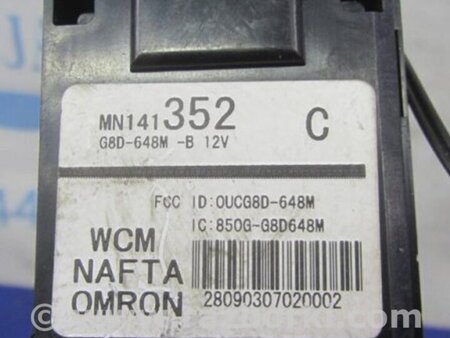 MN141352 C
G8D-648M -B 12V
FCC ID:OUCG8D-648M
IC:850G-G8D648M
WCM
NAFTA
OMRON
28090307020002